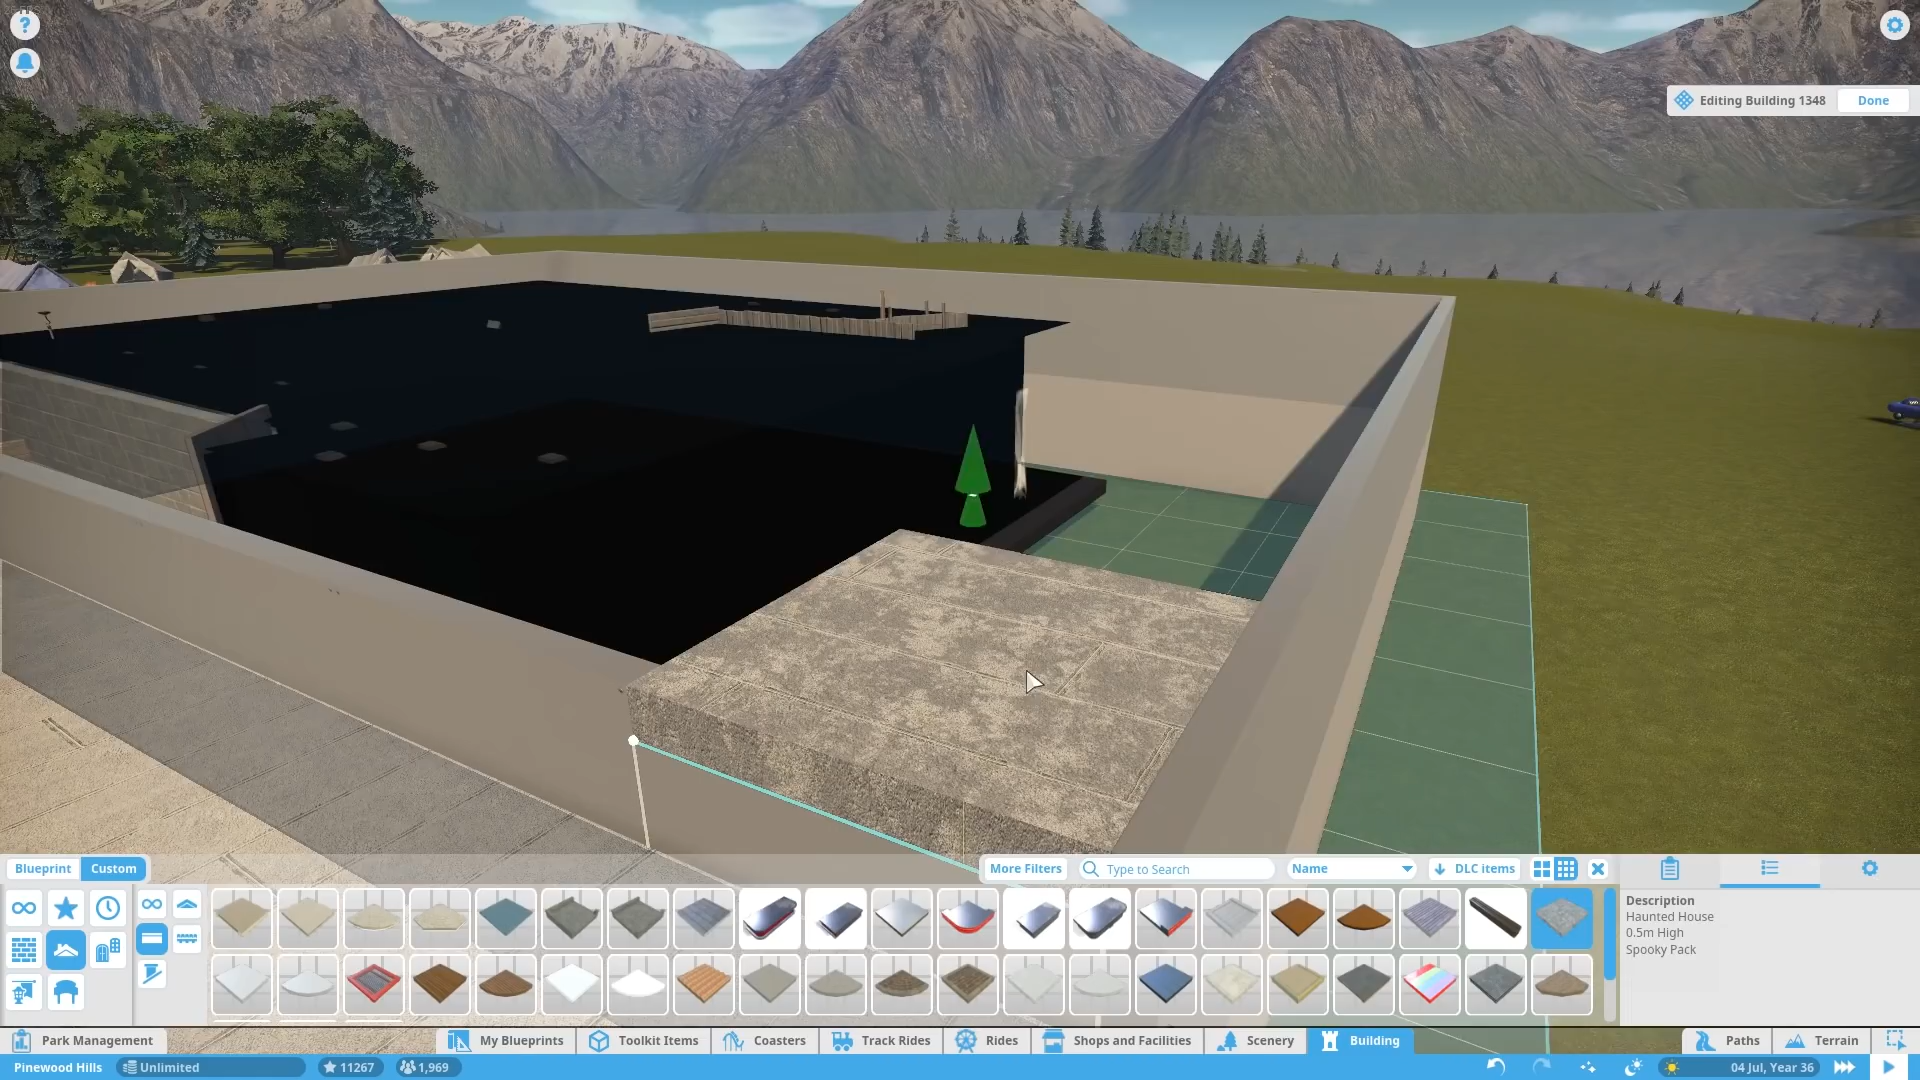 ?
Editing Building 1348 Done
Blueprint Custom
More Filters Type to Search Name DLC items
Description
Haunted House
0.5m High
Spooky Pack
Park Management My Blueprints Toolkit Items Coasters Track Rides Rides Shops and Facilities Scenery Building Paths Terrain
Pinewood Hills Unlimited 11267 1,969 04 Jul, Year 36